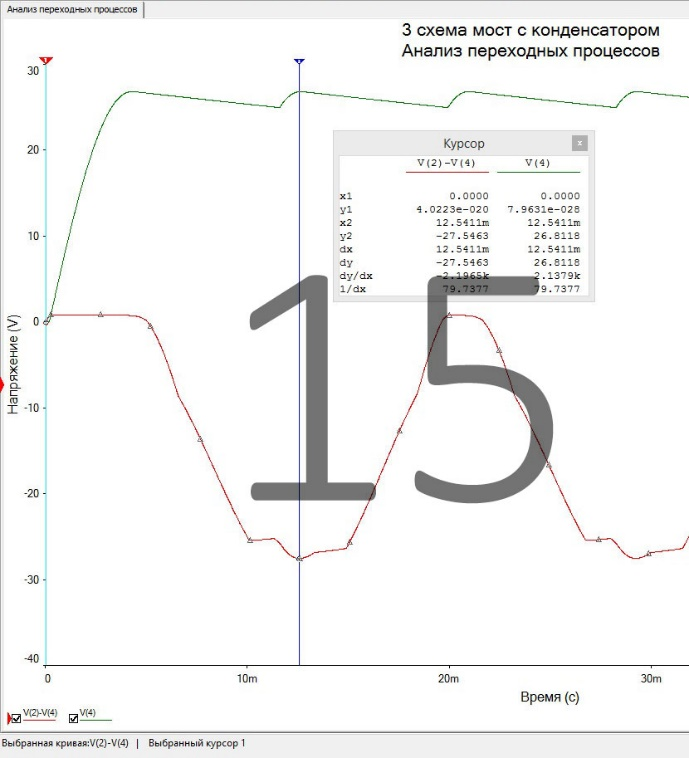 Анализ переходных процессов
3 схема мост с конденсатором
Анализ переходных процессов
30
20
10
0
-10
-20
-30
-40
Напряжение (V)
Курсор
x
V(2)-V(4) V(4)
x1 0.0000 0.0000
y1 4.0223e-020 7.9631e-028
x2 12.5411m 12.5411m
y2 -27.5463 26.8118
dx 12.5411m 12.5411m
dy -27.5463 26.8118
dy/dx -2.1965k 2.1379k
1/dx 79.7377 79.7377
15
0 10m 20m 30m
Время (с)
V(2)-V(4) V(4)
Выбранная кривая:V(2)-V(4) | Выбранный курсор 1